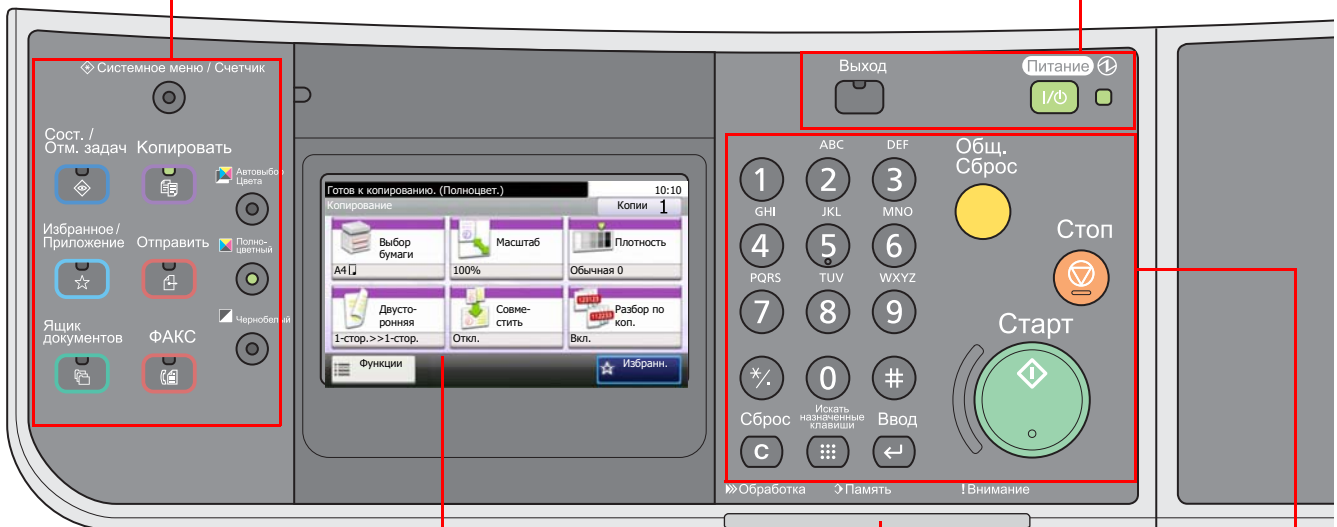 Системное меню / Счетчик
Сост. /
Отм. задач
Копировать
Автовыбор
Цвета
Избранное /
Приложение
Отправить
Полно-
цветный
Ящик
документов
ФАКС
Чернобелый
Готов к копированию. (Полноцвет.)
10:10
Копирование
Копии 1
Выбор
бумаги
A4
Масштаб
100%
Плотность
Обычная 0
Двусто-
ронняя
1-стор.>>1-стор.
Совме-
стить
Откл.
123123
112233
Разбор по
коп.
Вкл.
Функции
Избранн.
Выход
Питание
I/
ABC
DEF
1
2
3
GHI
JKL
MNO
4
5
6
PQRS
TUV
WXYZ
7
8
9
*/.
0
#
Сброс
Искать
назначенные
клавиши
Ввод
C
Общ.
Сброс
Стоп
Старт
Обработка
Память
! Внимание